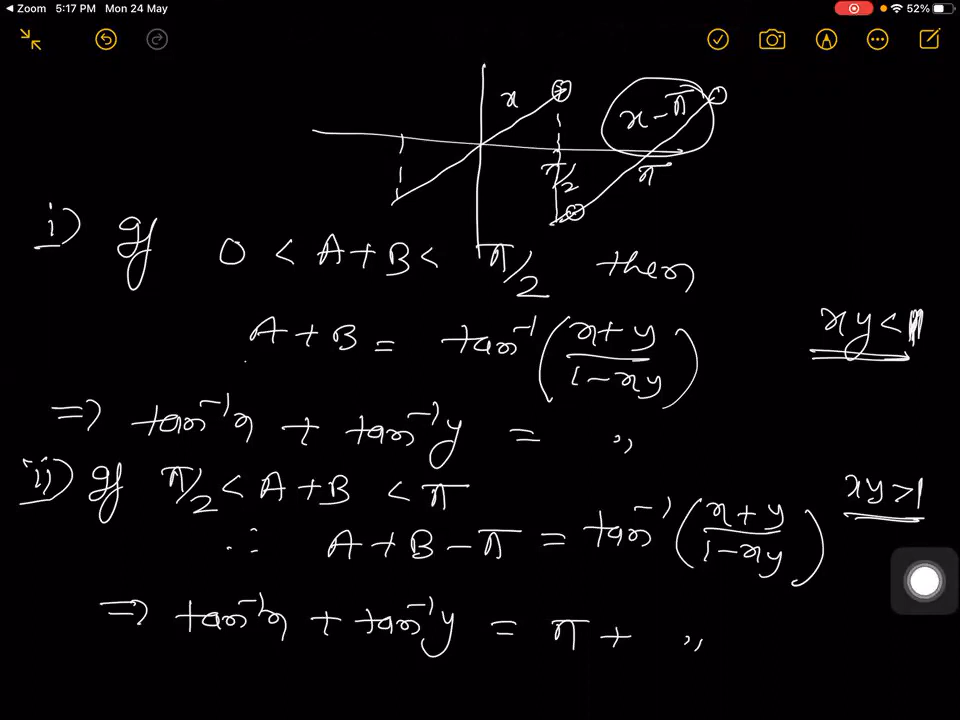 Zoom 5:17 PM Mon 24 May 52%
x x - π
π/2 π
i) If 0 < A + B < π/2 then
A + B = tan⁻¹(x + y / 1 - xy) xy < 1
⇒ tan⁻¹x + tan⁻¹y = ,,
ii) If π/2 < A + B < π
∴ A + B - π = tan⁻¹(x + y / 1 - xy) xy > 1
⇒ tan⁻¹x + tan⁻¹y = π + ,,